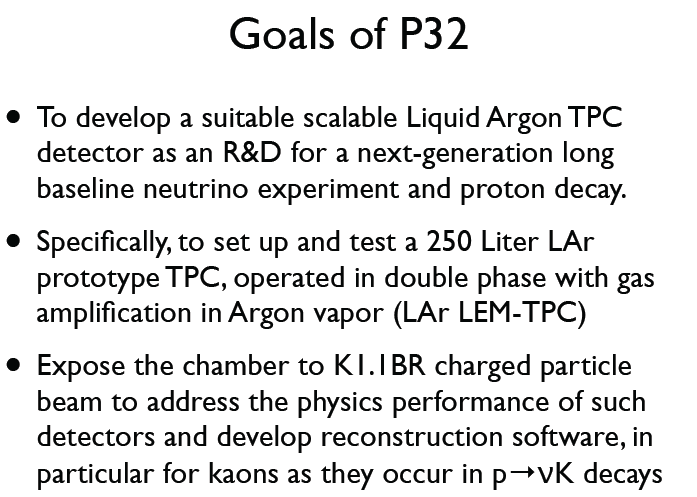 Goals of P32
• To develop a suitable scalable Liquid Argon TPC
detector as an R&D for a next-generation long
baseline neutrino experiment and proton decay.
• Specifically, to set up and test a 250 Liter LAr
prototype TPC, operated in double phase with gas
amplification in Argon vapor (LAr LEM-TPC)
• Expose the chamber to K1.1BR charged particle
beam to address the physics performance of such
detectors and develop reconstruction software, in
particular for kaons as they occur in p→νK decays